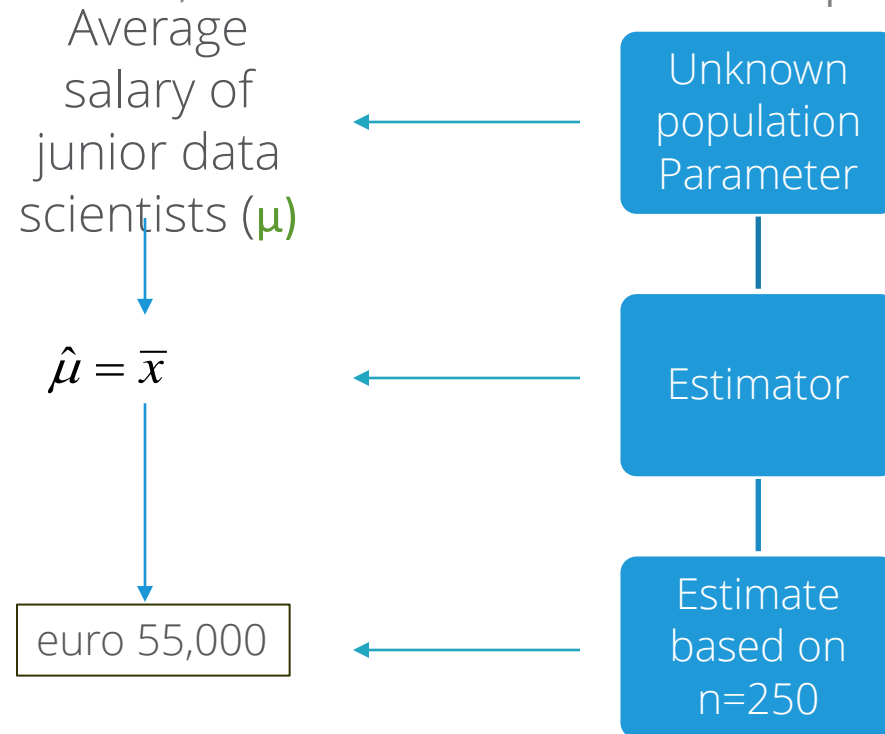 Average
salary of
junior data
scientists (μ)
μ̂ = x̄
euro 55,000
Unknown
population
Parameter
Estimator
Estimate
based on
n=250